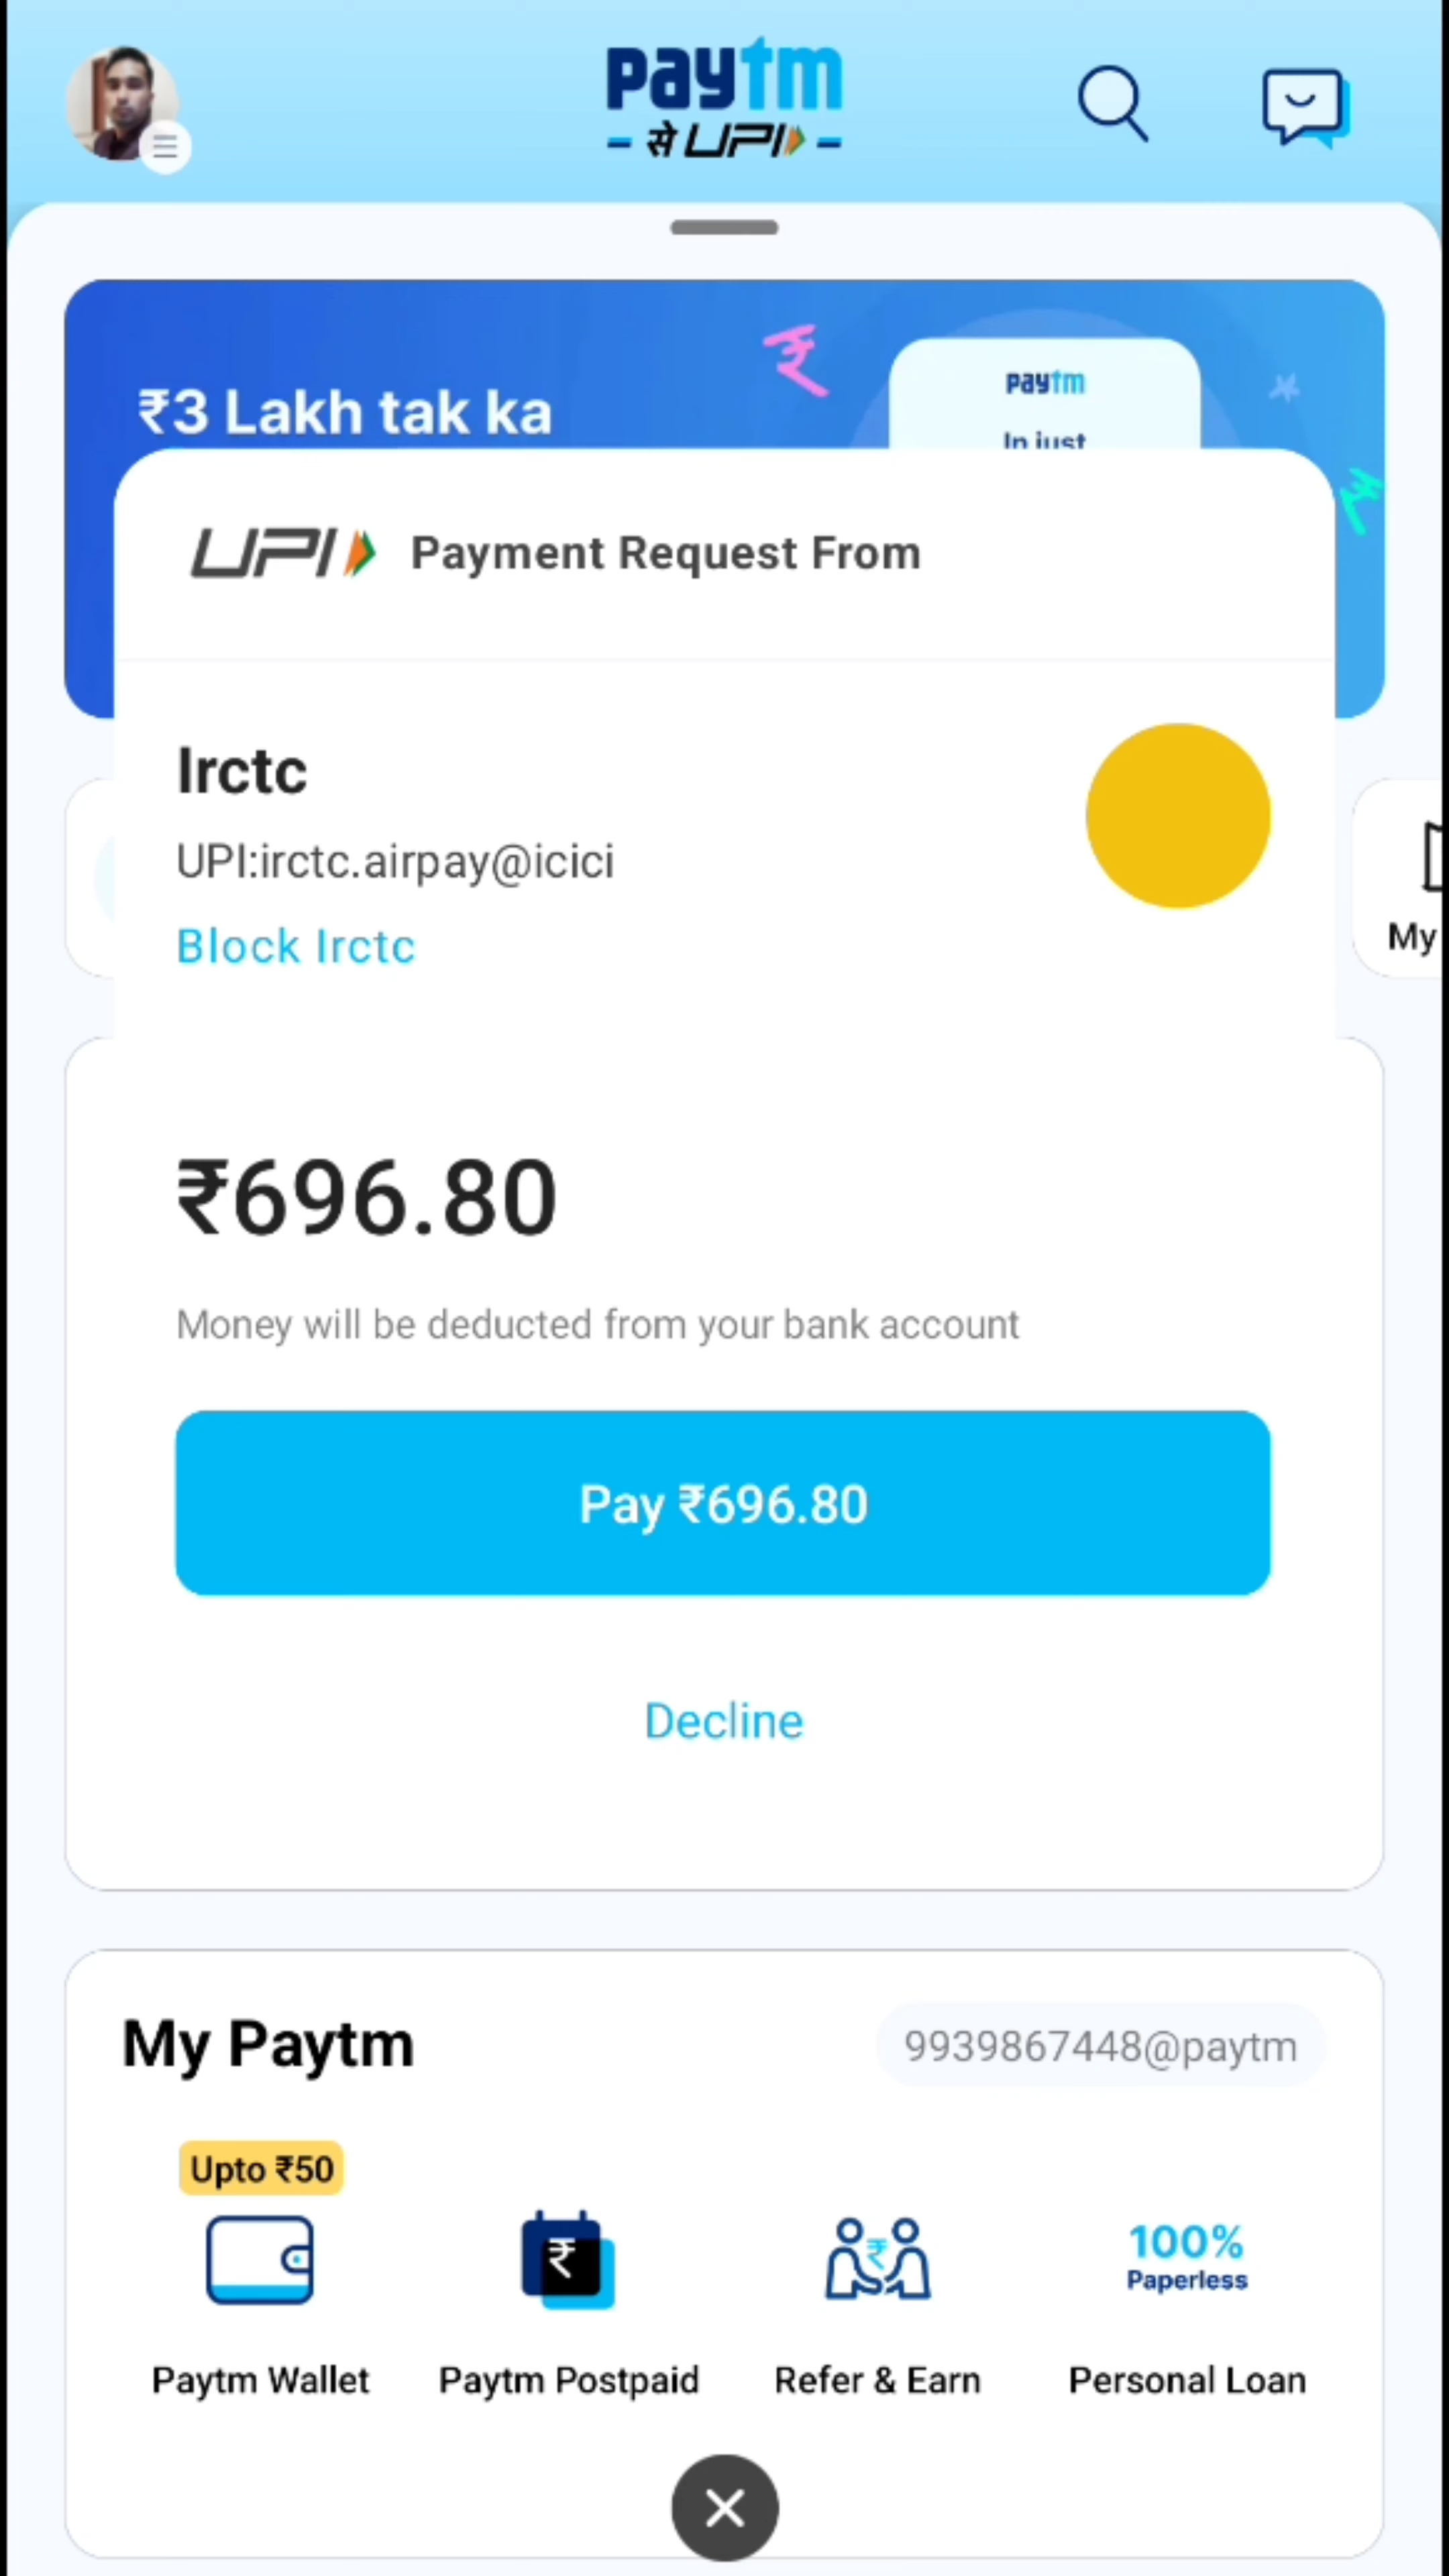 paytm
से UPI
₹3 Lakh tak ka
₹
paytm
In just
₹
UPI Payment Request From
Irctc
UPI:irctc.airpay@icici
Block Irctc
My
₹696.80
Money will be deducted from your bank account
Pay ₹696.80
Decline
My Paytm
9939867448@paytm
Upto ₹50
₹
₹
100%
Paperless
Paytm Wallet
Paytm Postpaid
Refer & Earn
Personal Loan